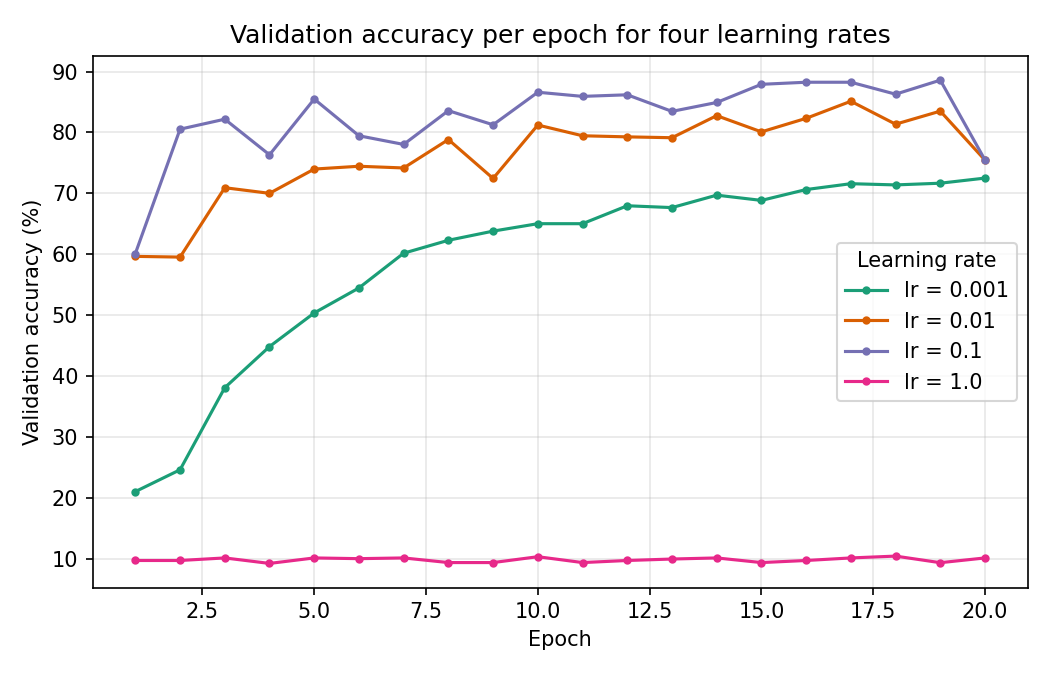 Validation accuracy per epoch for four learning rates
Validation accuracy (%)
90
80
70
60
50
40
30
20
10
Learning rate
lr = 0.001
lr = 0.01
lr = 0.1
lr = 1.0
2.5 5.0 7.5 10.0 12.5 15.0 17.5 20.0
Epoch